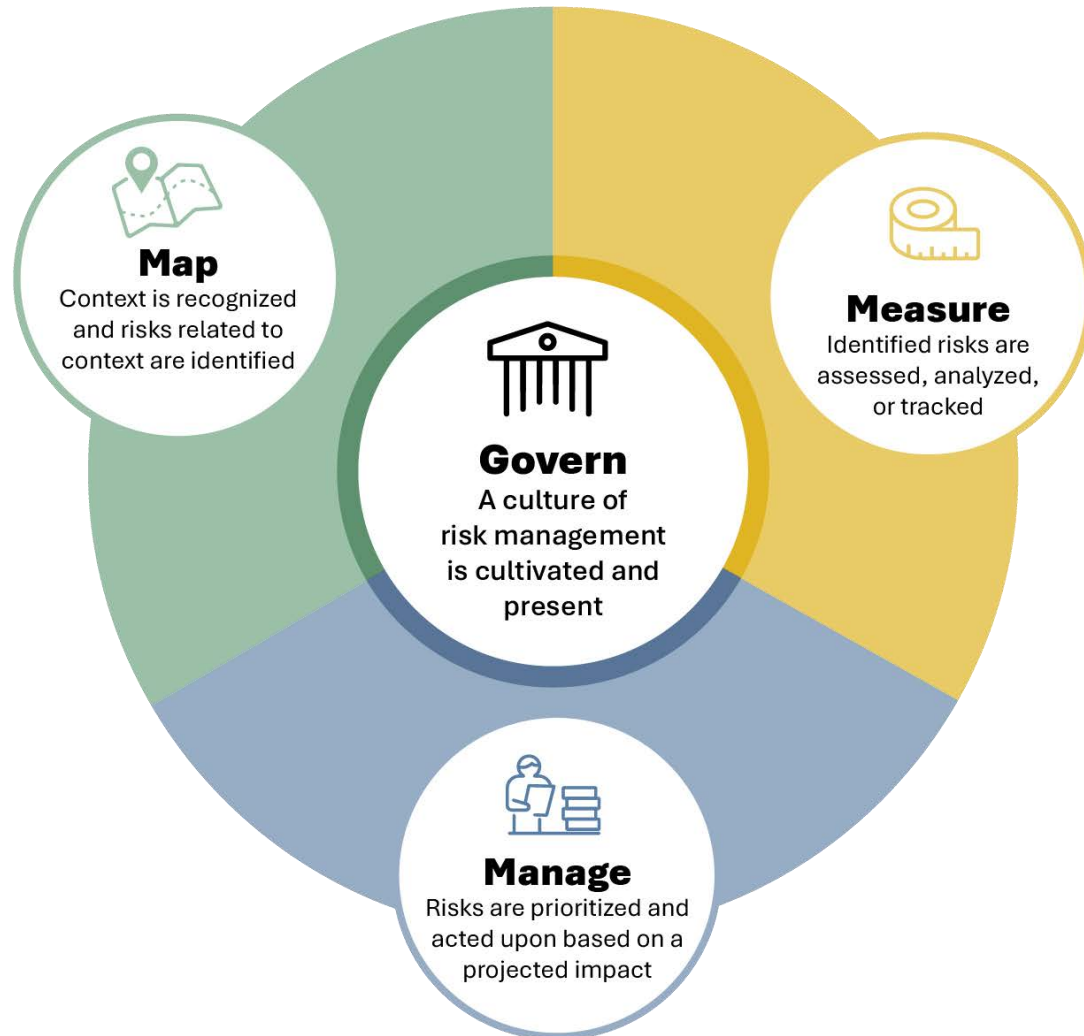 Map
Context is recognized
and risks related to
context are identified
Measure
Identified risks are
assessed, analyzed,
or tracked
Govern
A culture of
risk management
is cultivated and
present
Manage
Risks are prioritized and
acted upon based on a
projected impact